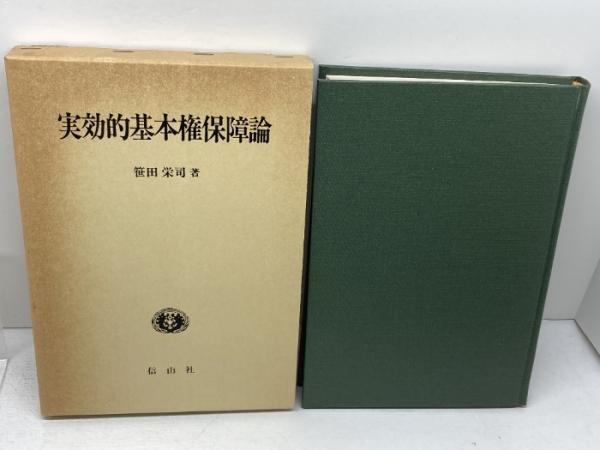 実効的基本権保障論
笹田 栄司 著
信山社